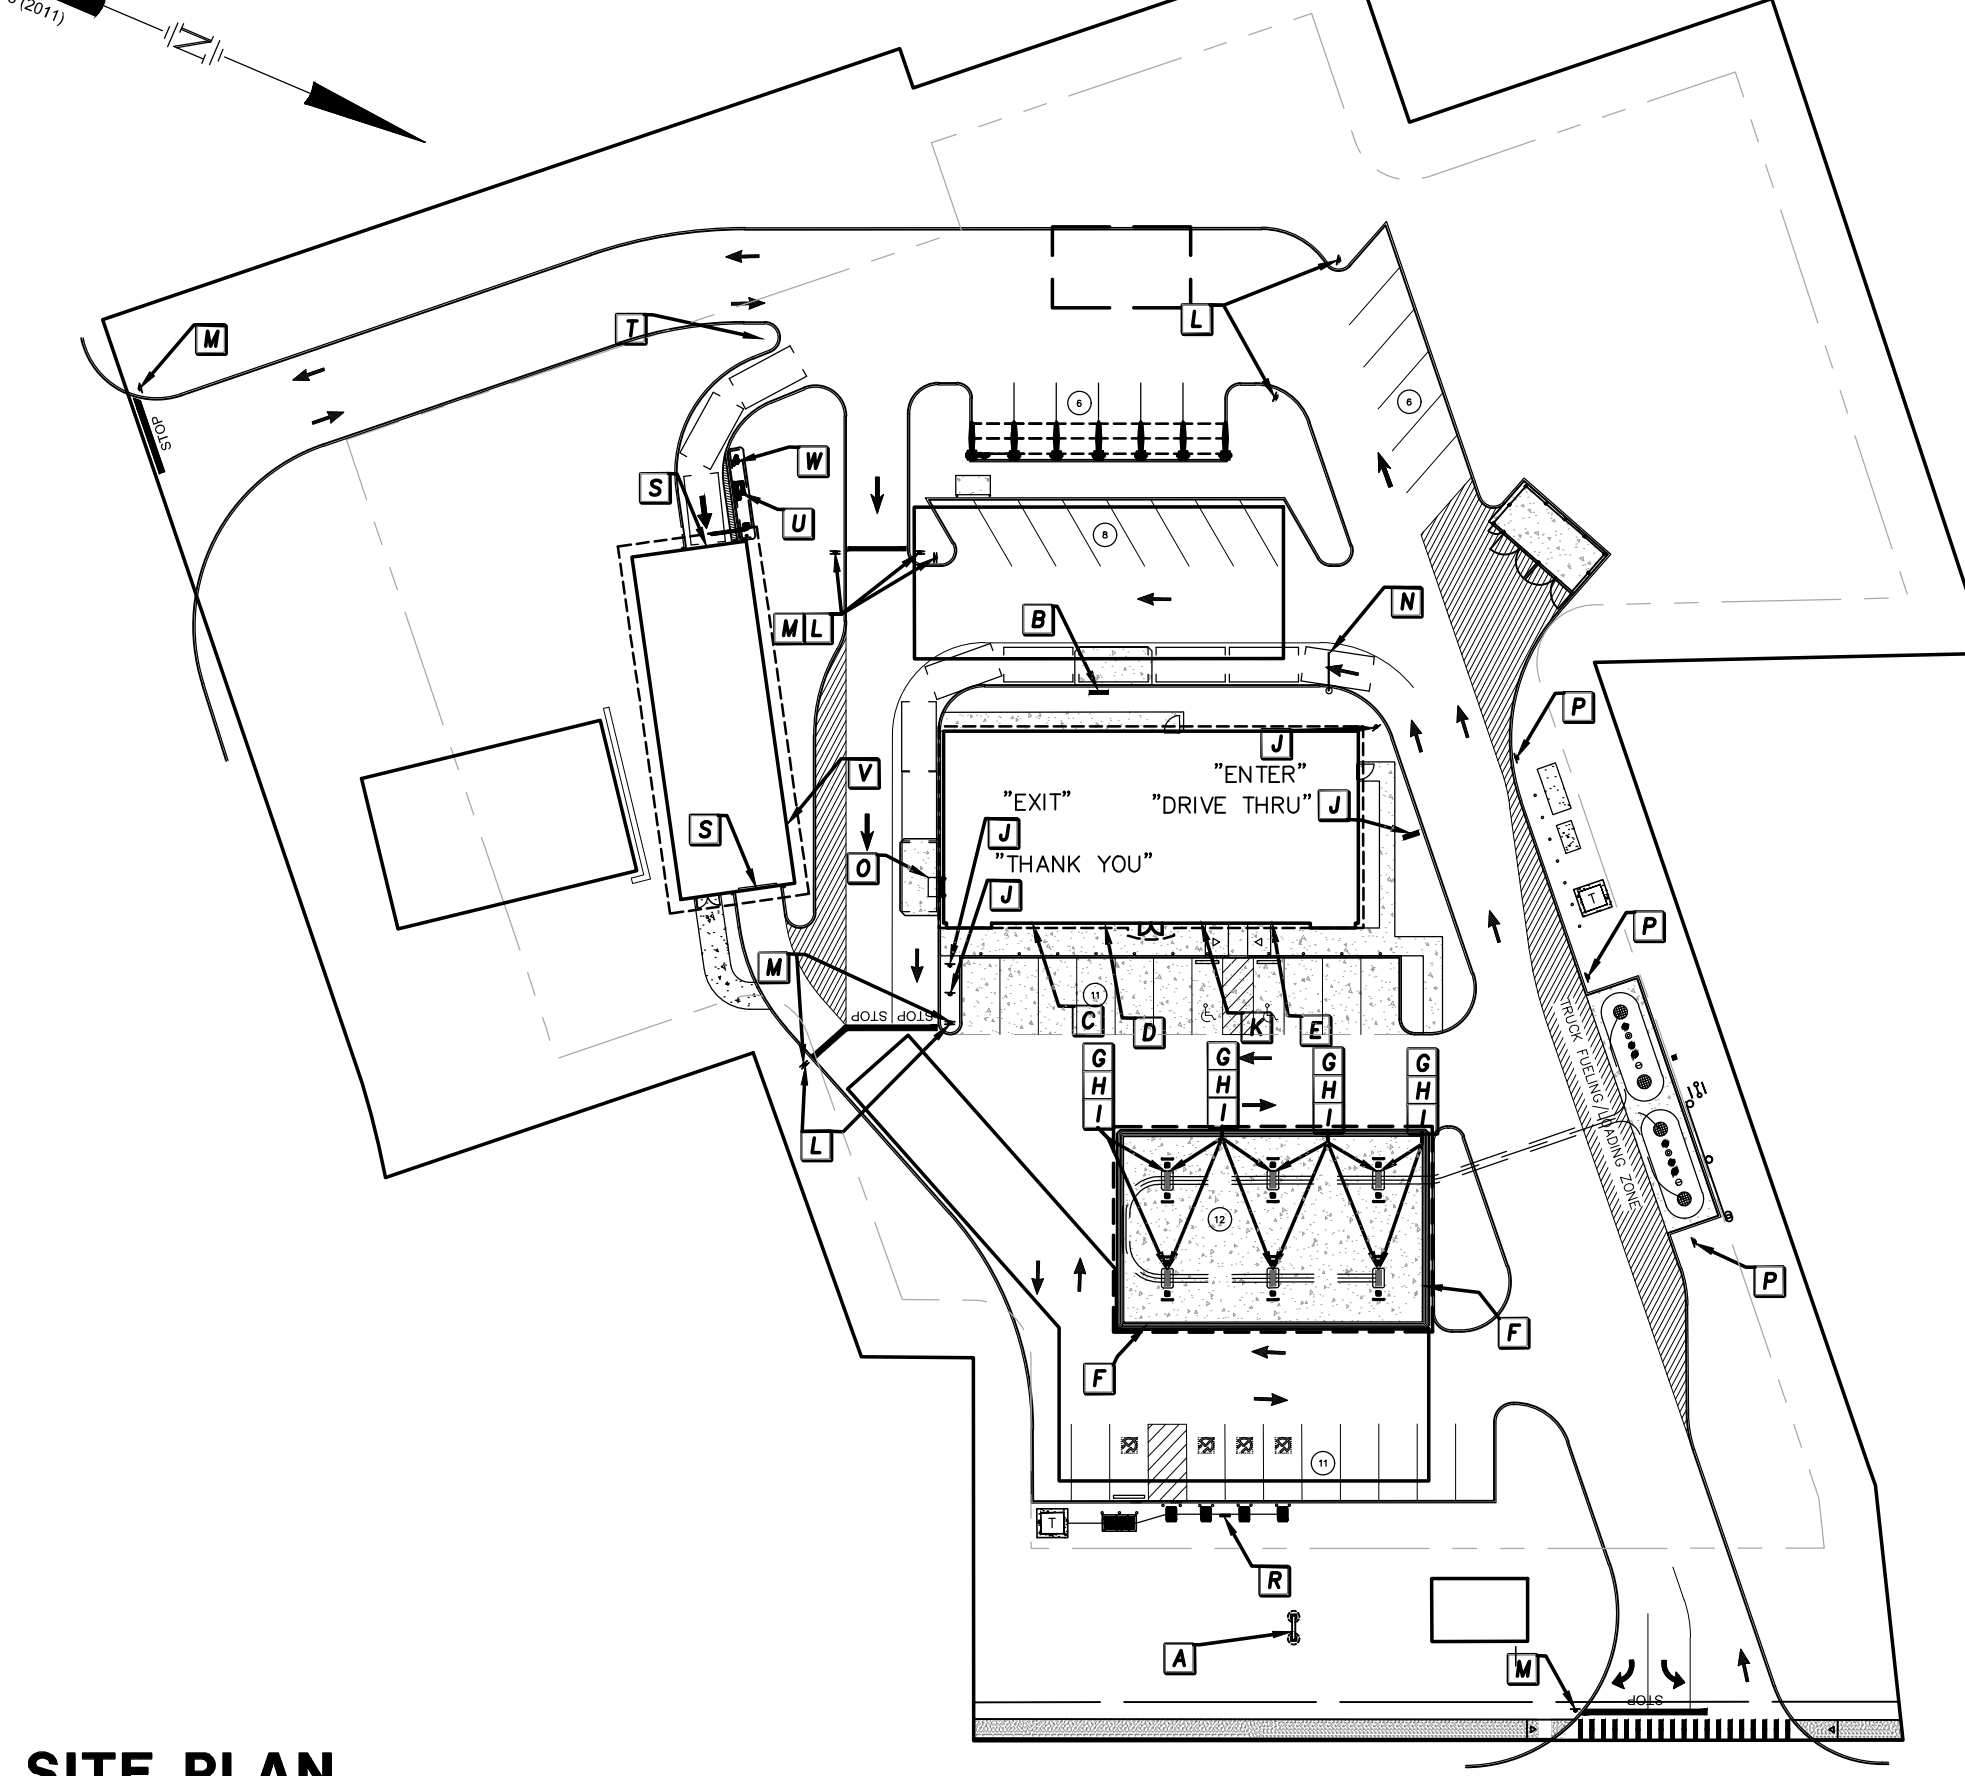 (2011)
N
M
T
L
6
6
STOP
W
S
U
8
M L
B
N
P
J
"ENTER"
V
"EXIT"
"DRIVE THRU"
J
S
J
O
"THANK YOU"
J
T
P
M
11
C
D
K
E
STOP
STOP
G
G
G
G
H
H
H
H
I
I
I
I
L
TRUCK FUELING/LOADING ZONE
12
P
F
F
11
T
R
A
M
STOP
SITE PLAN